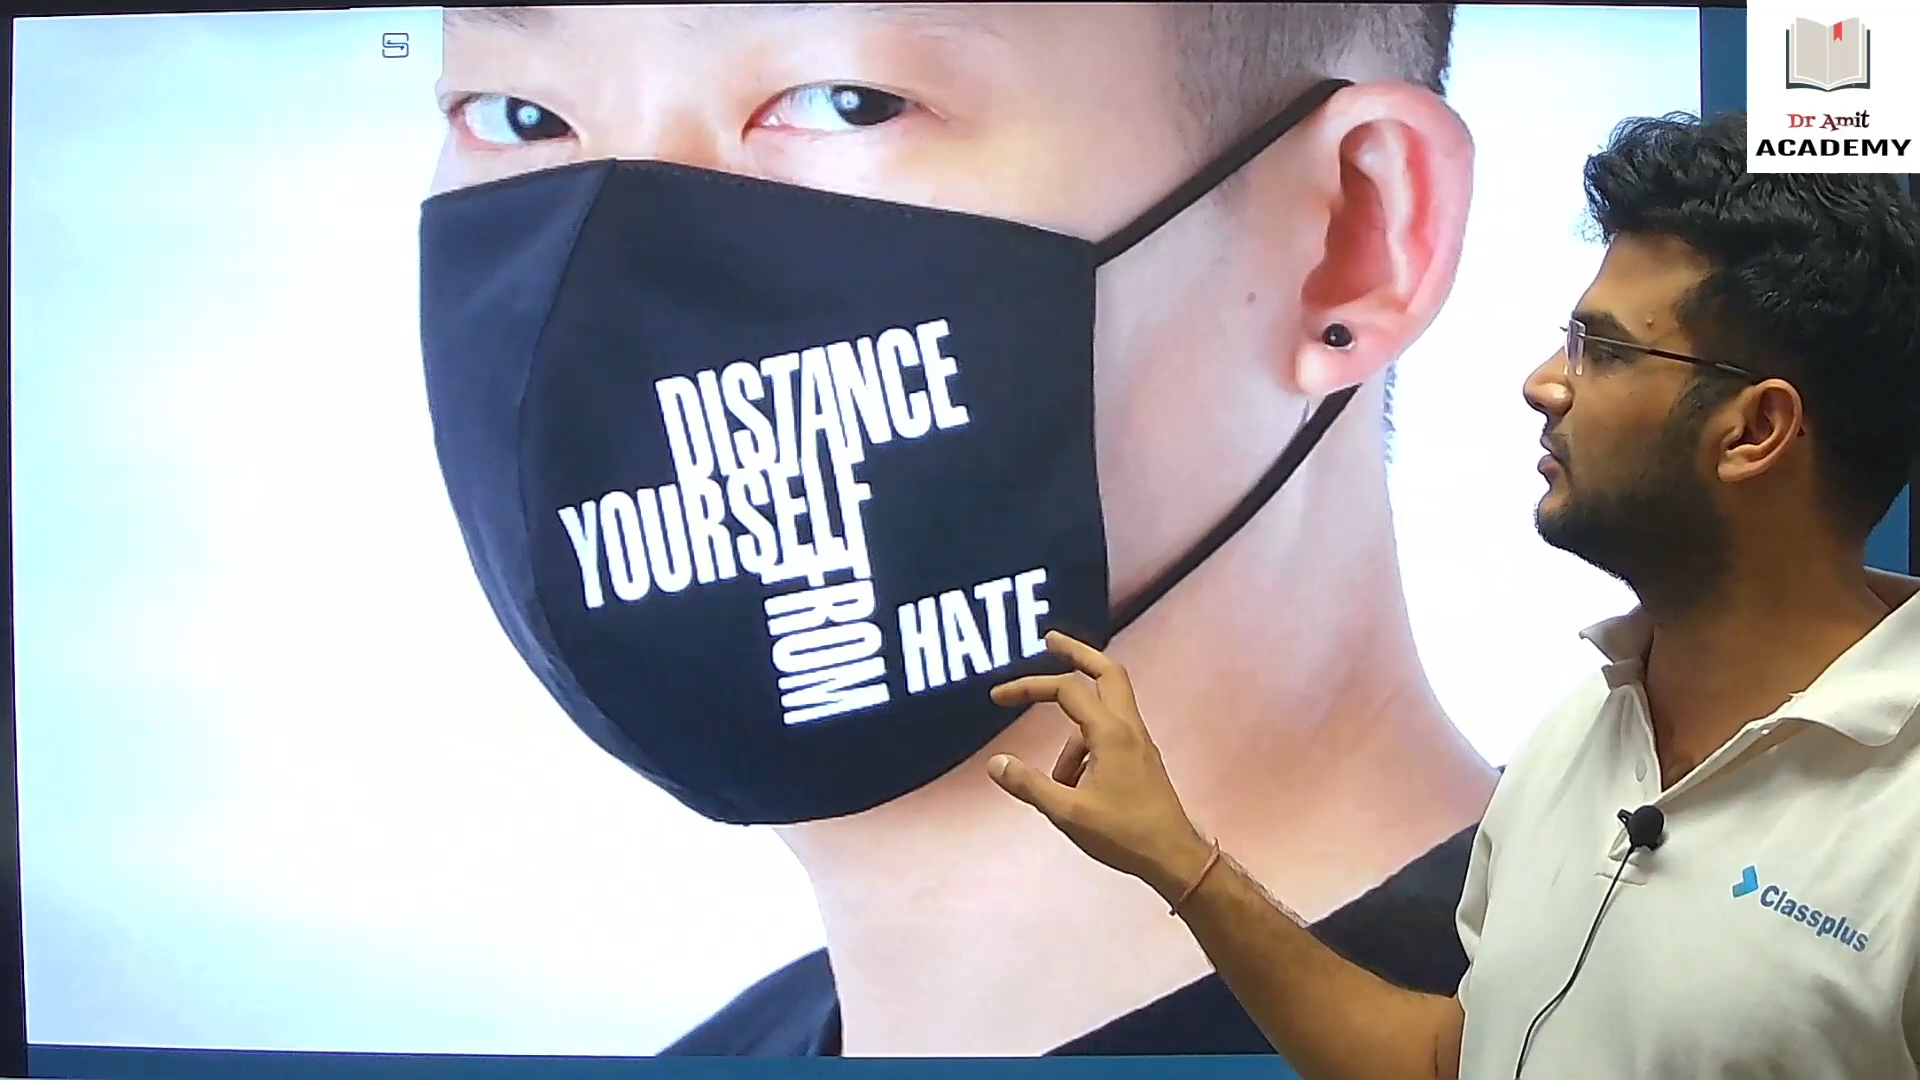 Dr Amit
ACADEMY
DISTANCE
YOURSELF
FROM
HATE
Classplus